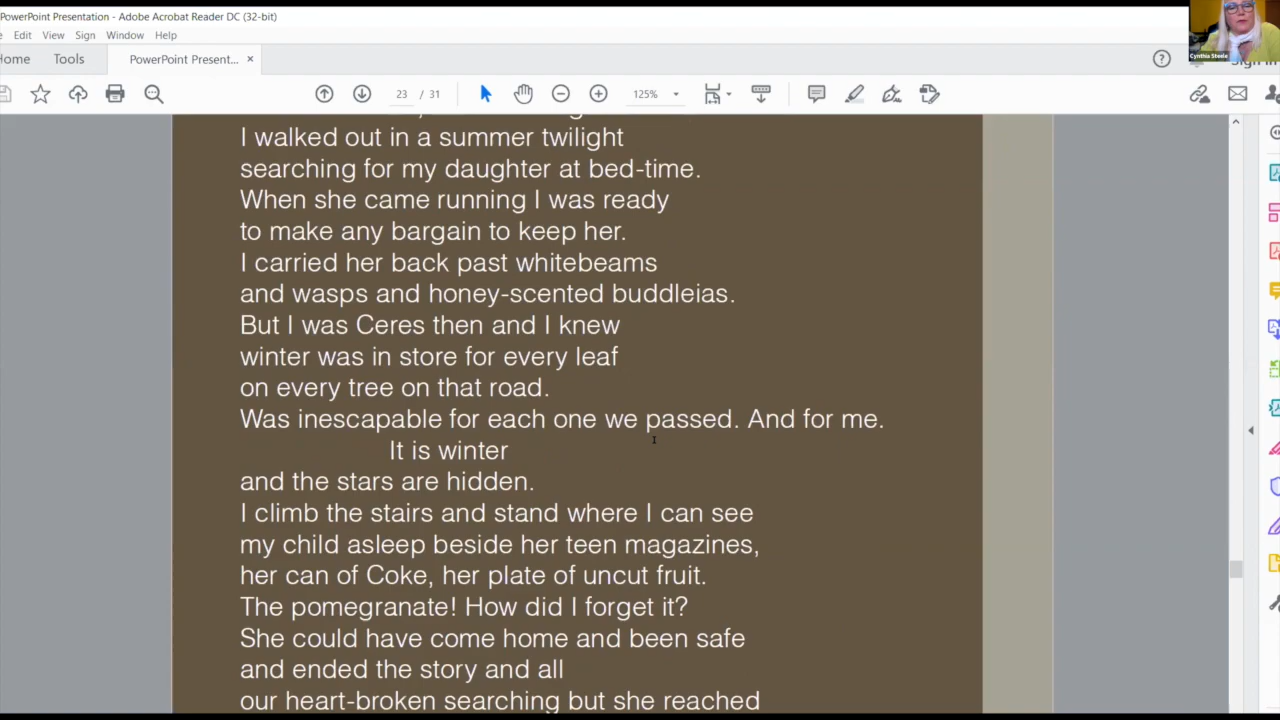 PowerPoint Presentation - Adobe Acrobat Reader DC (32-bit)
Edit View Sign Window Help
Home Tools PowerPoint Present... ×
23 / 31 125%
I walked out in a summer twilight
searching for my daughter at bed-time.
When she came running I was ready
to make any bargain to keep her.
I carried her back past whitebeams
and wasps and honey-scented buddleias.
But I was Ceres then and I knew
winter was in store for every leaf
on every tree on that road.
Was inescapable for each one we passed. And for me.
It is winter
and the stars are hidden.
I climb the stairs and stand where I can see
my child asleep beside her teen magazines,
her can of Coke, her plate of uncut fruit.
The pomegranate! How did I forget it?
She could have come home and been safe
and ended the story and all
our heart-broken searching but she reached
Cynthia Steele
Sign In